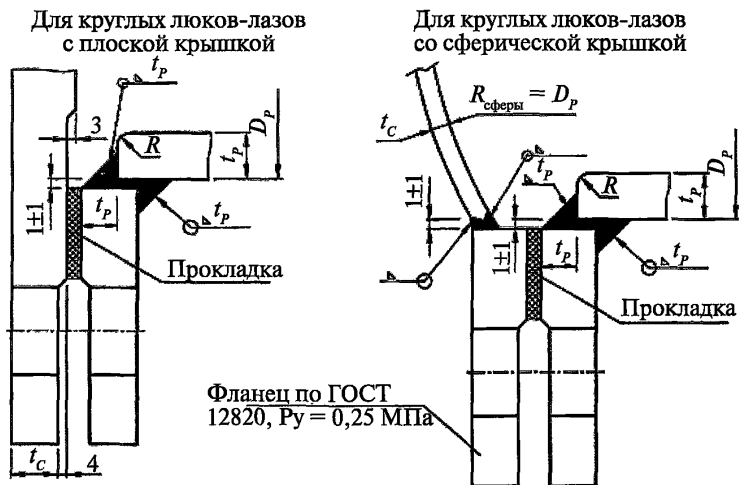 Для круглых люков-лазов
с плоской крышкой
Для круглых люков-лазов
со сферической крышкой
t_P
3
R
t_P
D_P
1±1
t_P
t_P
Прокладка
t_C
4
R_сферы = D_P
t_C
t_P
R
t_P
D_P
1±1
1±1
t_P
t_P
Прокладка
Фланец по ГОСТ
12820, Ру = 0,25 МПа